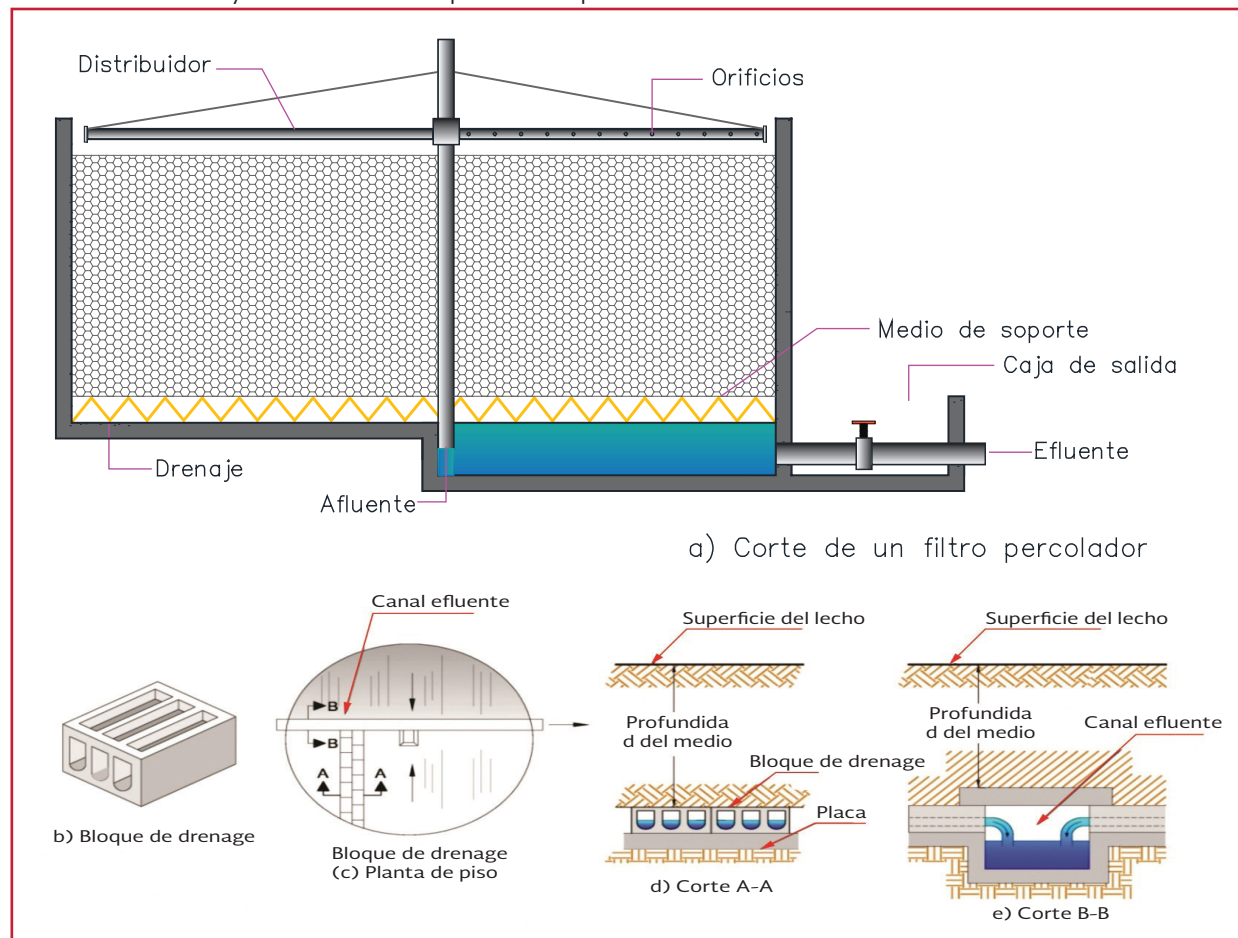 Distribuidor
Orificios
Medio de soporte
Caja de salida
Efluente
Drenaje
Afluente
a) Corte de un filtro percolador
Canal efluente
B
B
A
A
b) Bloque de drenage
Bloque de drenage
(c) Planta de piso
Superficie del lecho
Profundida
d del medio
Bloque de drenage
Placa
d) Corte A-A
Superficie del lecho
Profundida
d del medio
Canal efluente
e) Corte B-B